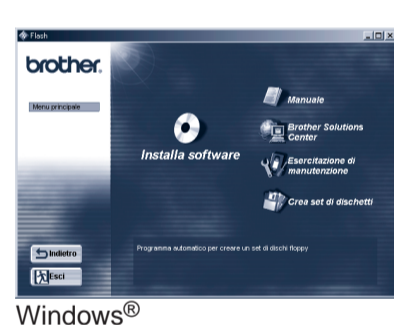 Flash
brother.
Menu principale
Installa software
Manuale
Brother Solutions
Center
Esercitazione di
manutenzione
Crea set di dischetti
Programma automatico per creare un set di dischi floppy
Indietro
Esci
Windows®